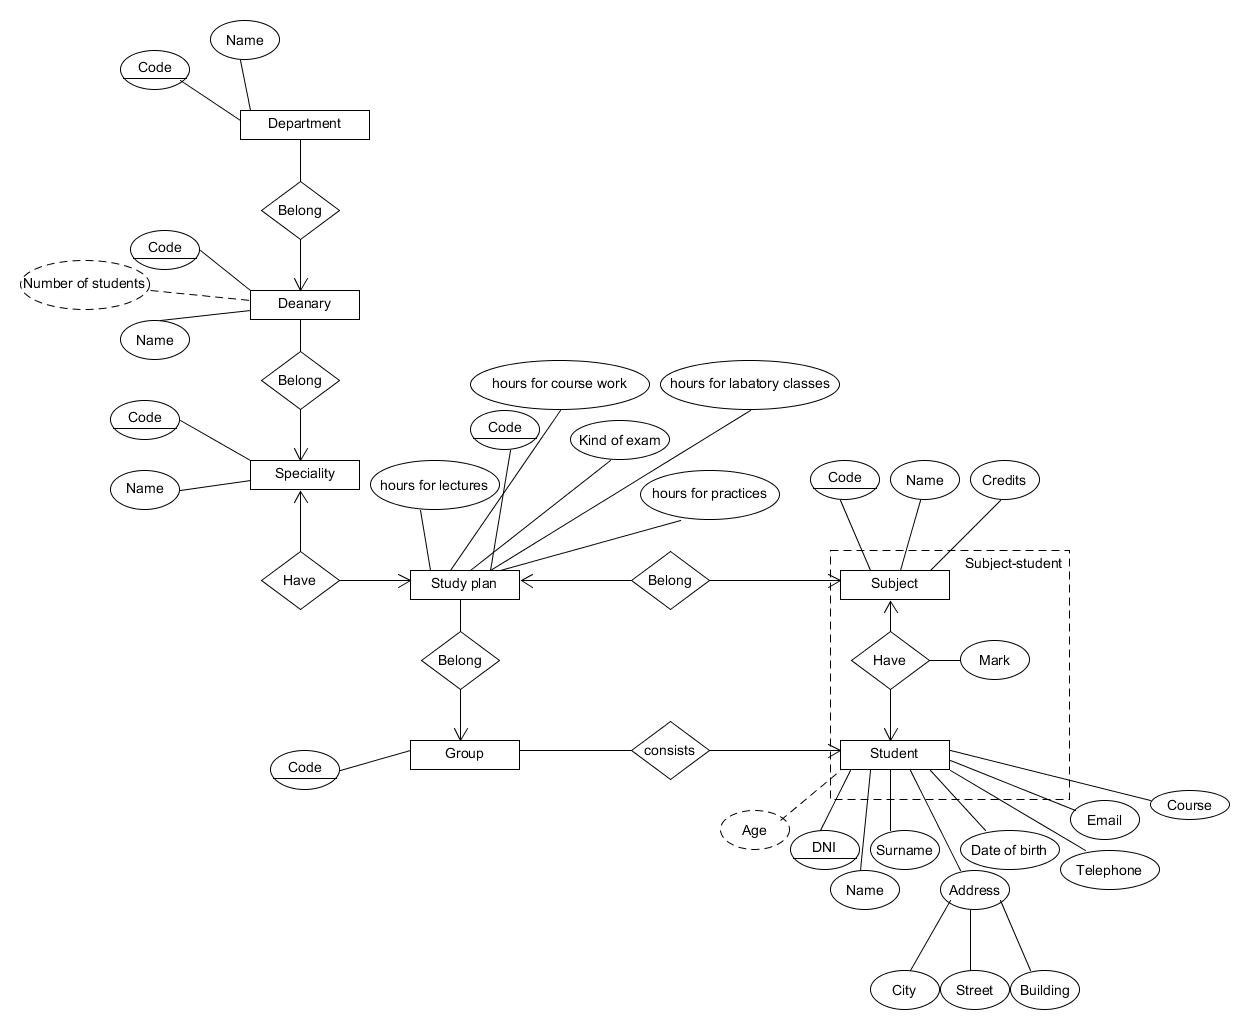 Name
Code
Department
Belong
Code
Number of students
Deanary
Name
Belong
hours for course work
hours for labatory classes
Code
Code
Kind of exam
Speciality
Name
hours for lectures
hours for practices
Code
Name
Credits
Subject-student
Have
Study plan
Belong
Subject
Belong
Have
Mark
Group
consists
Student
Code
Course
Email
Age
DNI
Surname
Date of birth
Telephone
Name
Address
City
Street
Building